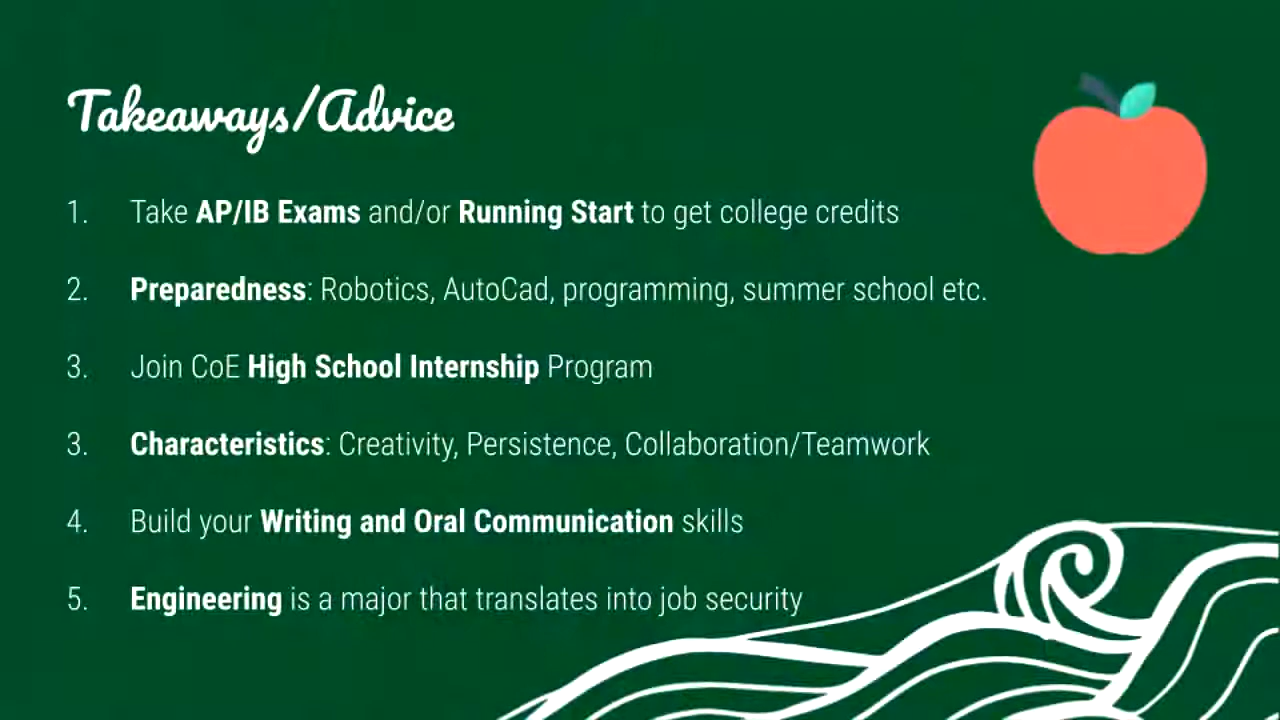 Takeaways/Advice
1. Take AP/IB Exams and/or Running Start to get college credits
2. Preparedness: Robotics, AutoCad, programming, summer school etc.
3. Join CoE High School Internship Program
3. Characteristics: Creativity, Persistence, Collaboration/Teamwork
4. Build your Writing and Oral Communication skills
5. Engineering is a major that translates into job security